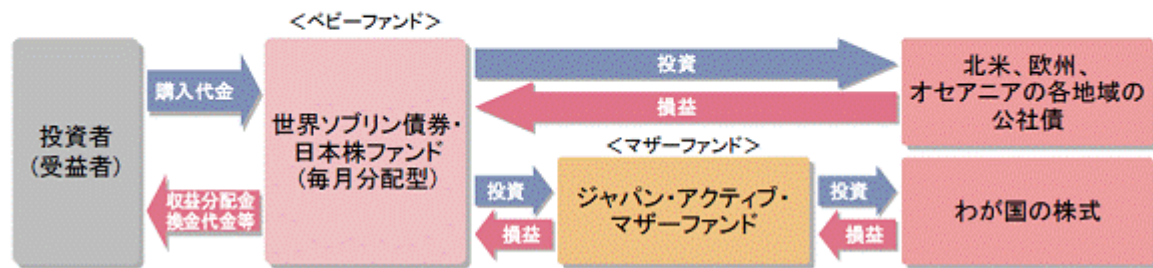 <ベビーファンド>
投資者
(受益者)
購入代金
収益分配金
換金代金等
世界ソブリン債券・
日本株ファンド
(毎月分配型)
投資
損益
北米、欧州、
オセアニアの各地域の
公社債
<マザーファンド>
投資
損益
ジャパン・アクティブ・
マザーファンド
投資
損益
わが国の株式